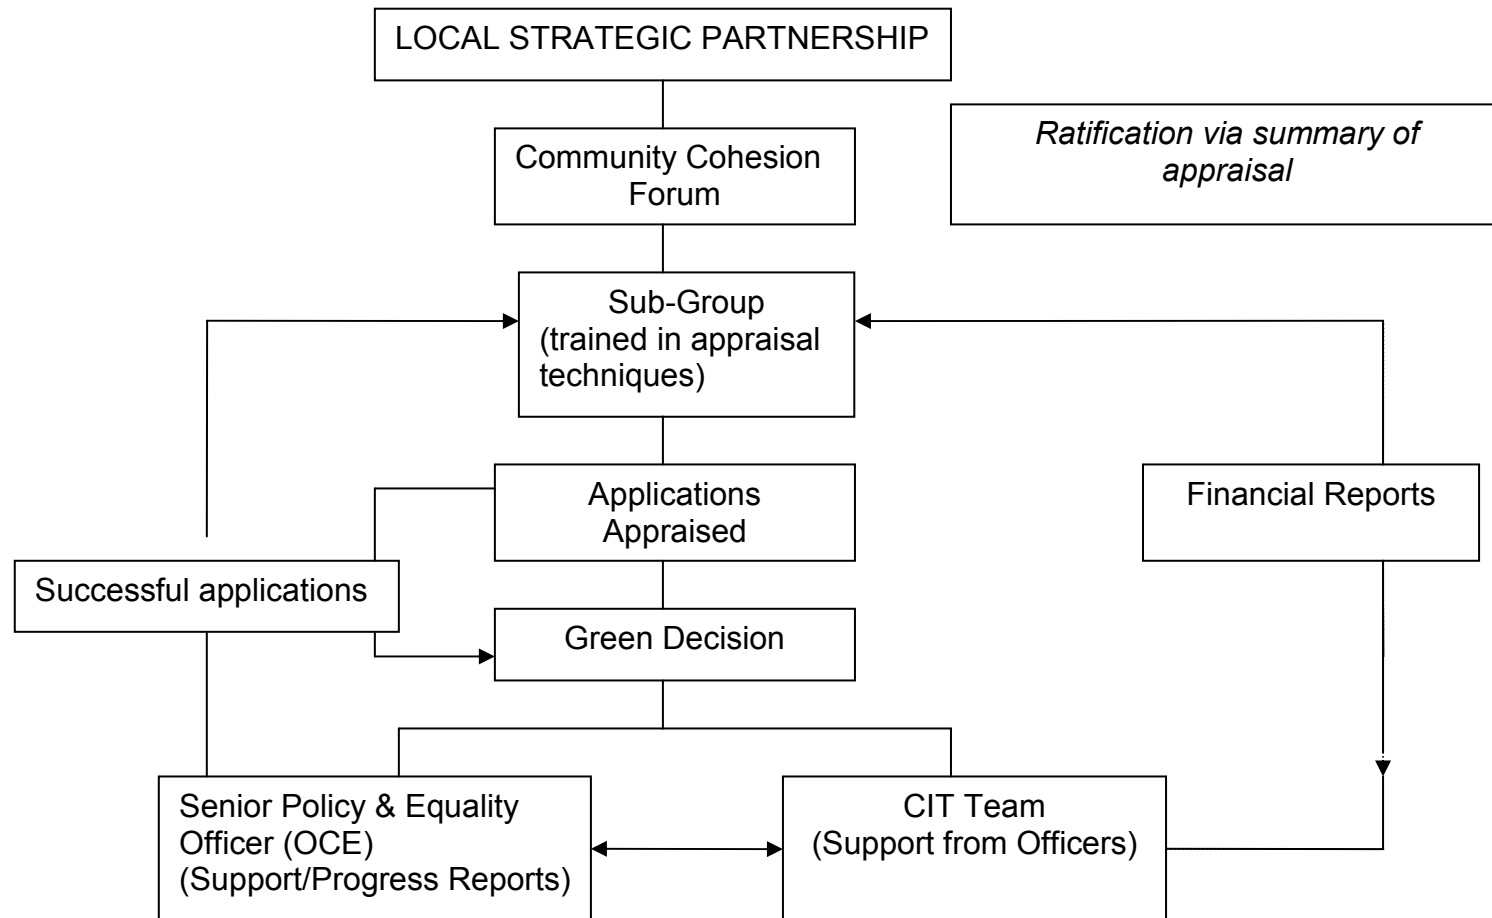 LOCAL STRATEGIC PARTNERSHIP
Ratification via summary of
appraisal
Community Cohesion
Forum
Sub-Group
(trained in appraisal
techniques)
Applications
Appraised
Financial Reports
Successful applications
Green Decision
Senior Policy & Equality
Officer (OCE)
(Support/Progress Reports)
CIT Team
(Support from Officers)